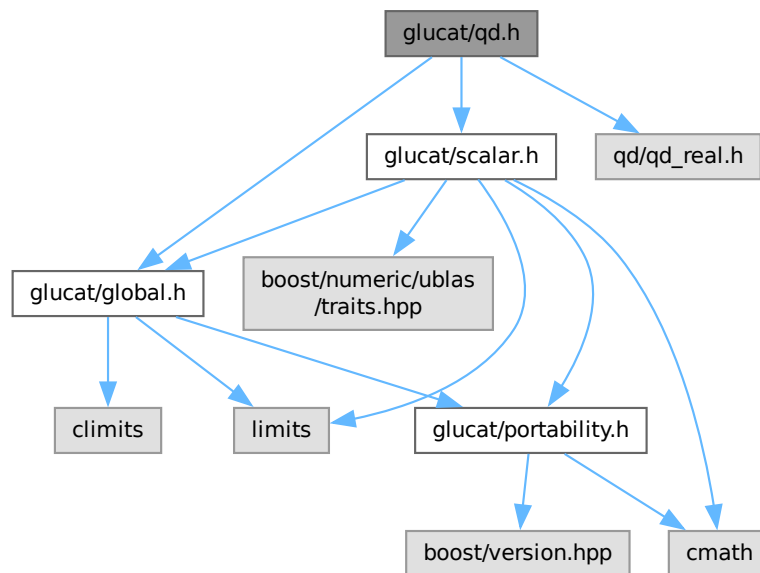 glucat/qd.h
glucat/scalar.h
qd/qd_real.h
glucat/global.h
boost/numeric/ublas
/traits.hpp
climits
limits
glucat/portability.h
boost/version.hpp
cmath